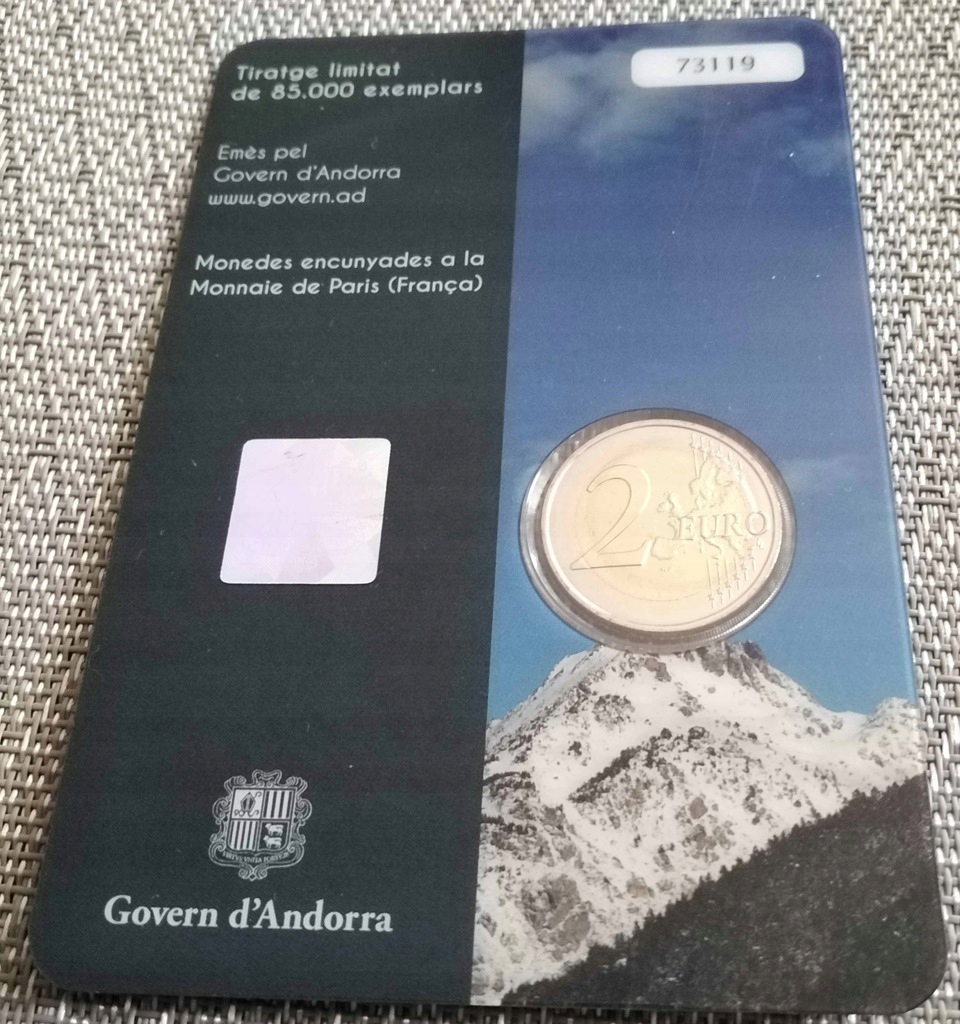 Tiratge limitat
de 85.000 exemplars
73119
Emès pel
Govern d'Andorra
www.govern.ad
Monedes encunyades a la
Monnaie de Paris (França)
2 EURO
Govern d'Andorra